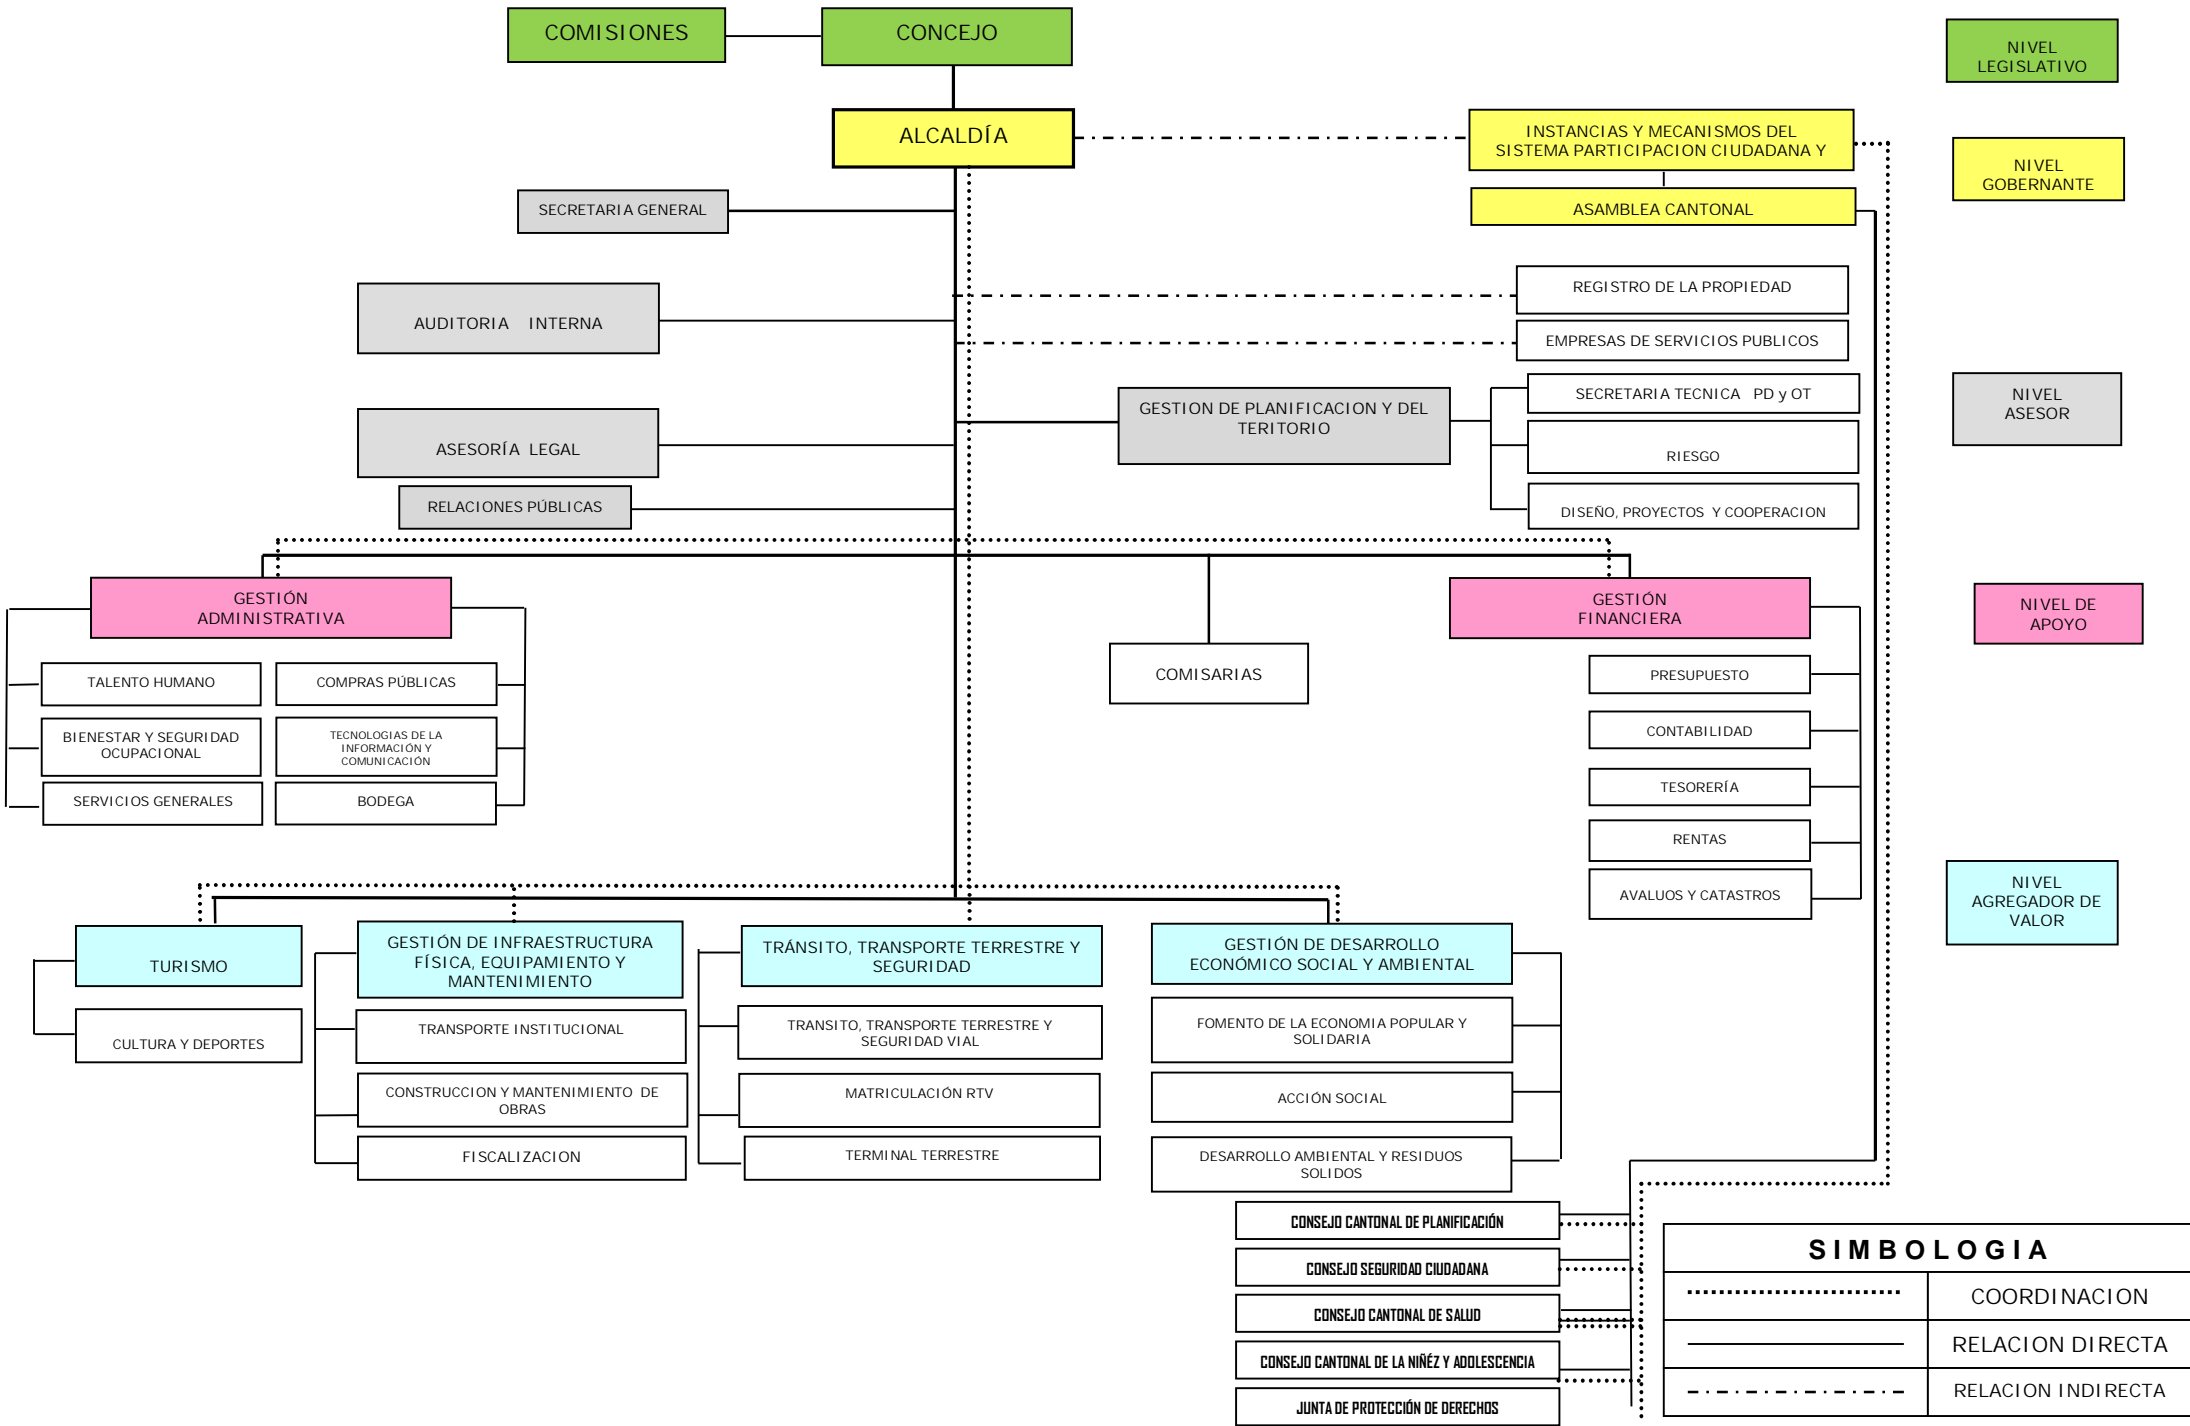 COMISIONES
CONCEJO
NIVEL
LEGISLATIVO
ALCALDÍA
INSTANCIAS Y MECANISMOS DEL
SISTEMA PARTICIPACION CIUDADANA Y
NIVEL
GOBERNANTE
SECRETARIA GENERAL
ASAMBLEA CANTONAL
REGISTRO DE LA PROPIEDAD
AUDITORIA INTERNA
EMPRESAS DE SERVICIOS PUBLICOS
GESTION DE PLANIFICACION Y DEL
TERITORIO
SECRETARIA TECNICA PD y OT
NIVEL
ASESOR
ASESORÍA LEGAL
RIESGO
RELACIONES PÚBLICAS
DISEÑO, PROYECTOS Y COOPERACION
GESTIÓN
ADMINISTRATIVA
GESTIÓN
FINANCIERA
NIVEL DE
APOYO
TALENTO HUMANO
COMPRAS PÚBLICAS
COMISARIAS
PRESUPUESTO
BIENESTAR Y SEGURIDAD
OCUPACIONAL
TECNOLOGIAS DE LA
INFORMACIÓN Y
COMUNICACIÓN
CONTABILIDAD
SERVICIOS GENERALES
BODEGA
TESORERÍA
RENTAS
AVALUOS Y CATASTROS
NIVEL
AGREGADOR DE
VALOR
TURISMO
GESTIÓN DE INFRAESTRUCTURA
FÍSICA, EQUIPAMIENTO Y
MANTENIMIENTO
TRÁNSITO, TRANSPORTE TERRESTRE Y
SEGURIDAD
GESTIÓN DE DESARROLLO
ECONÓMICO SOCIAL Y AMBIENTAL
CULTURA Y DEPORTES
TRANSPORTE INSTITUCIONAL
TRANSITO, TRANSPORTE TERRESTRE Y
SEGURIDAD VIAL
FOMENTO DE LA ECONOMIA POPULAR Y
SOLIDARIA
CONSTRUCCION Y MANTENIMIENTO DE
OBRAS
MATRICULACIÓN RTV
ACCIÓN SOCIAL
FISCALIZACION
TERMINAL TERRESTRE
DESARROLLO AMBIENTAL Y RESIDUOS
SOLIDOS
CONSEJO CANTONAL DE PLANIFICACIÓN
CONSEJO SEGURIDAD CIUDADANA
CONSEJO CANTONAL DE SALUD
CONSEJO CANTONAL DE LA NIÑÉZ Y ADOLESCENCIA
JUNTA DE PROTECCIÓN DE DERECHOS
SIMBOLOGIA
COORDINACION
RELACION DIRECTA
RELACION INDIRECTA